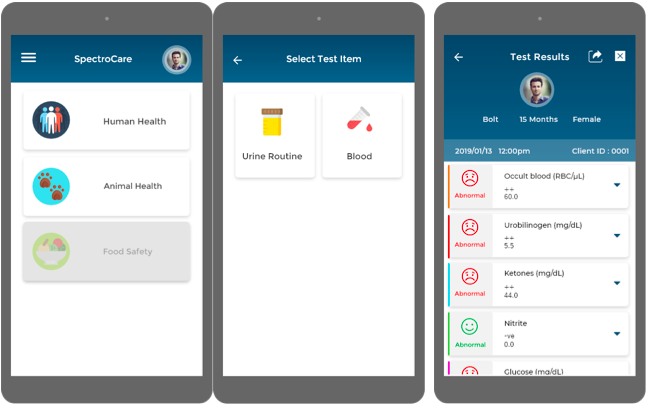 SpectroCare
Human Health
Animal Health
Food Safety
Select Test Item
Urine Routine
Blood
Test Results
Bolt
15 Months
Female
2019/01/13 12:00pm
Client ID : 0001
Occult blood (RBC/µL)
++
60.0
Abnormal
Urobilinogen (mg/dL)
++
5.5
Abnormal
Ketones (mg/dL)
++
44.0
Abnormal
Nitrite
-ve
0.0
Abnormal
Glucose (mg/dL)